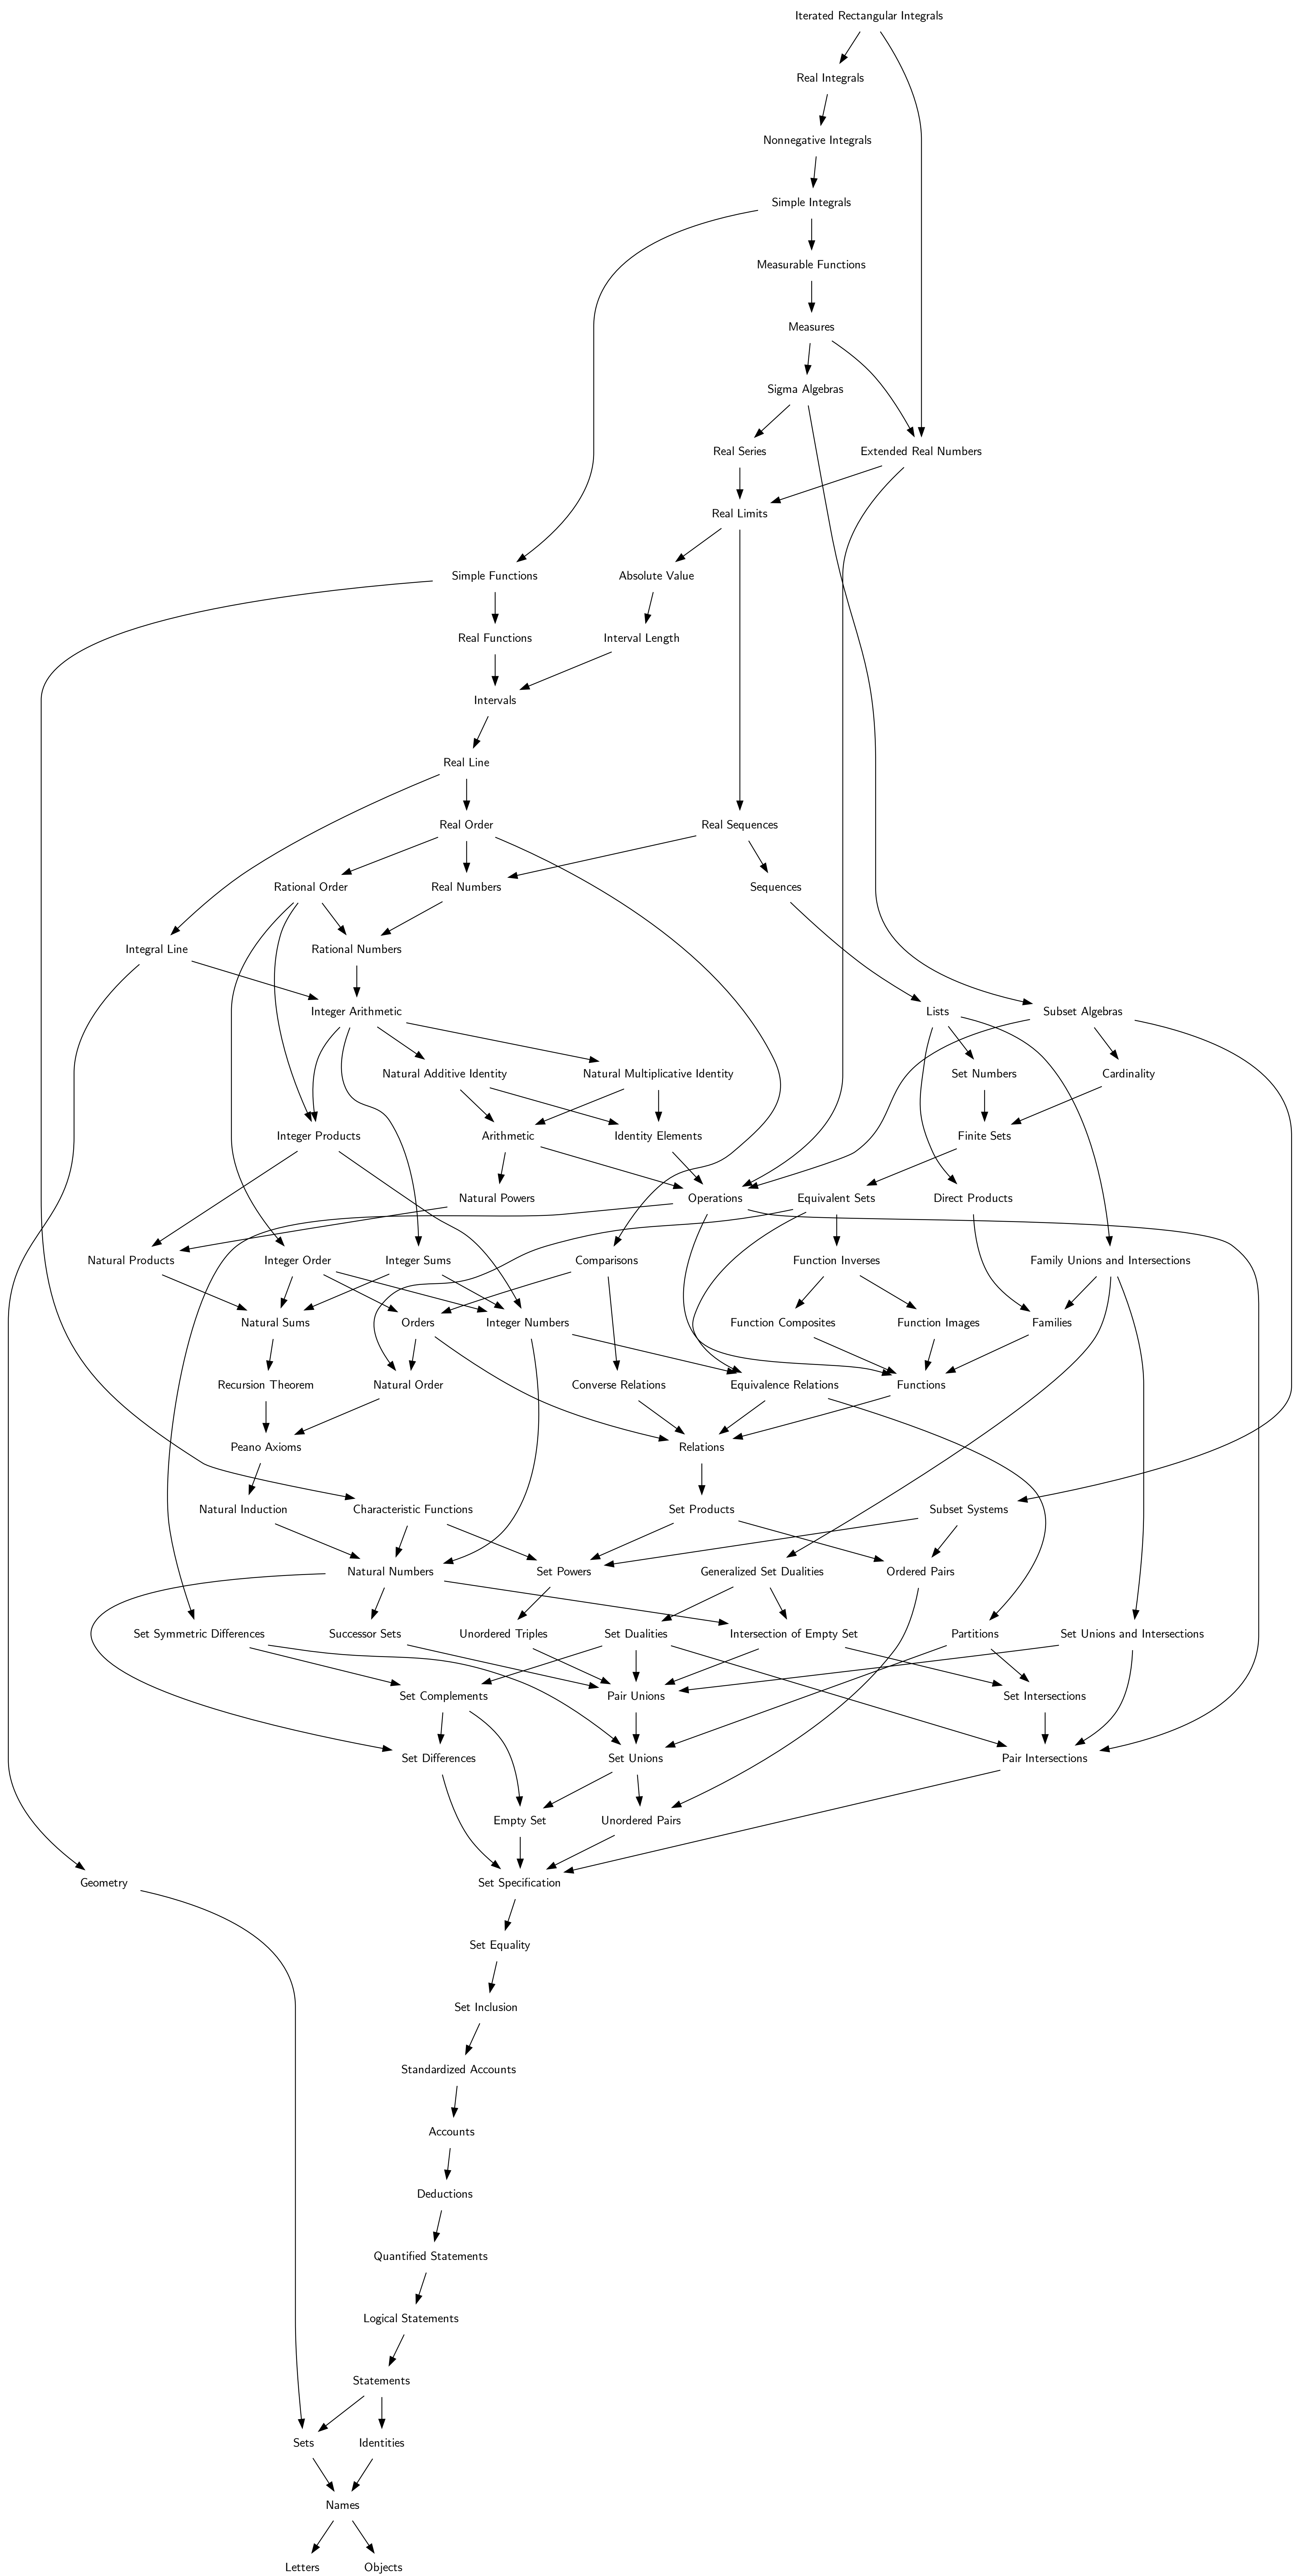 Iterated Rectangular Integrals
Real Integrals
Nonnegative Integrals
Simple Integrals
Measurable Functions
Measures
Sigma Algebras
Real Series
Extended Real Numbers
Real Limits
Simple Functions
Absolute Value
Real Functions
Interval Length
Intervals
Real Line
Real Order
Real Sequences
Rational Order
Real Numbers
Sequences
Integral Line
Rational Numbers
Integer Arithmetic
Lists
Subset Algebras
Natural Additive Identity
Natural Multiplicative Identity
Set Numbers
Cardinality
Integer Products
Arithmetic
Identity Elements
Finite Sets
Natural Powers
Operations
Equivalent Sets
Direct Products
Natural Products
Integer Order
Integer Sums
Comparisons
Function Inverses
Family Unions and Intersections
Natural Sums
Orders
Integer Numbers
Function Composites
Function Images
Families
Recursion Theorem
Natural Order
Converse Relations
Equivalence Relations
Functions
Peano Axioms
Relations
Natural Induction
Characteristic Functions
Set Products
Subset Systems
Natural Numbers
Set Powers
Generalized Set Dualities
Ordered Pairs
Set Symmetric Differences
Successor Sets
Unordered Triples
Set Dualities
Intersection of Empty Set
Partitions
Set Unions and Intersections
Set Complements
Pair Unions
Set Intersections
Set Differences
Set Unions
Pair Intersections
Empty Set
Unordered Pairs
Geometry
Set Specification
Set Equality
Set Inclusion
Standardized Accounts
Accounts
Deductions
Quantified Statements
Logical Statements
Statements
Sets
Identities
Names
Letters
Objects